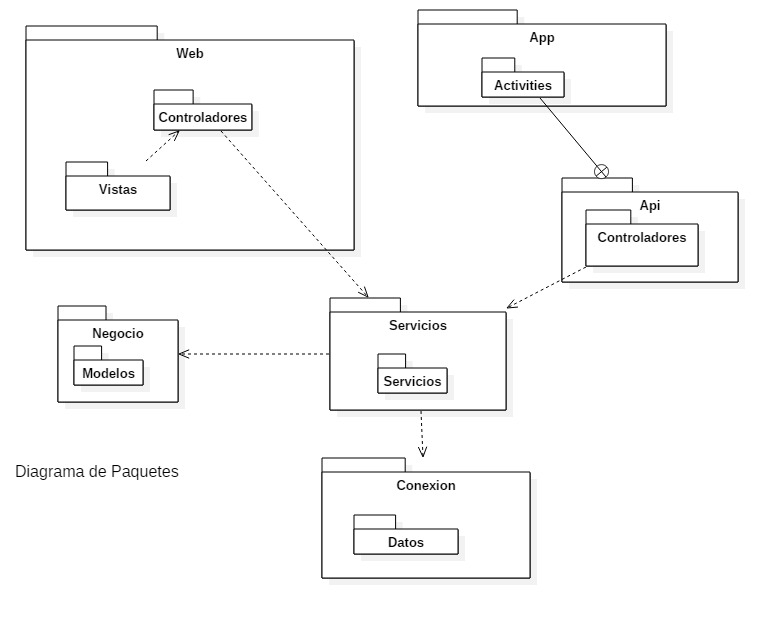 Web
Controladores
Vistas
App
Activities
Api
Controladores
Negocio
Modelos
Servicios
Servicios
Diagrama de Paquetes
Conexion
Datos